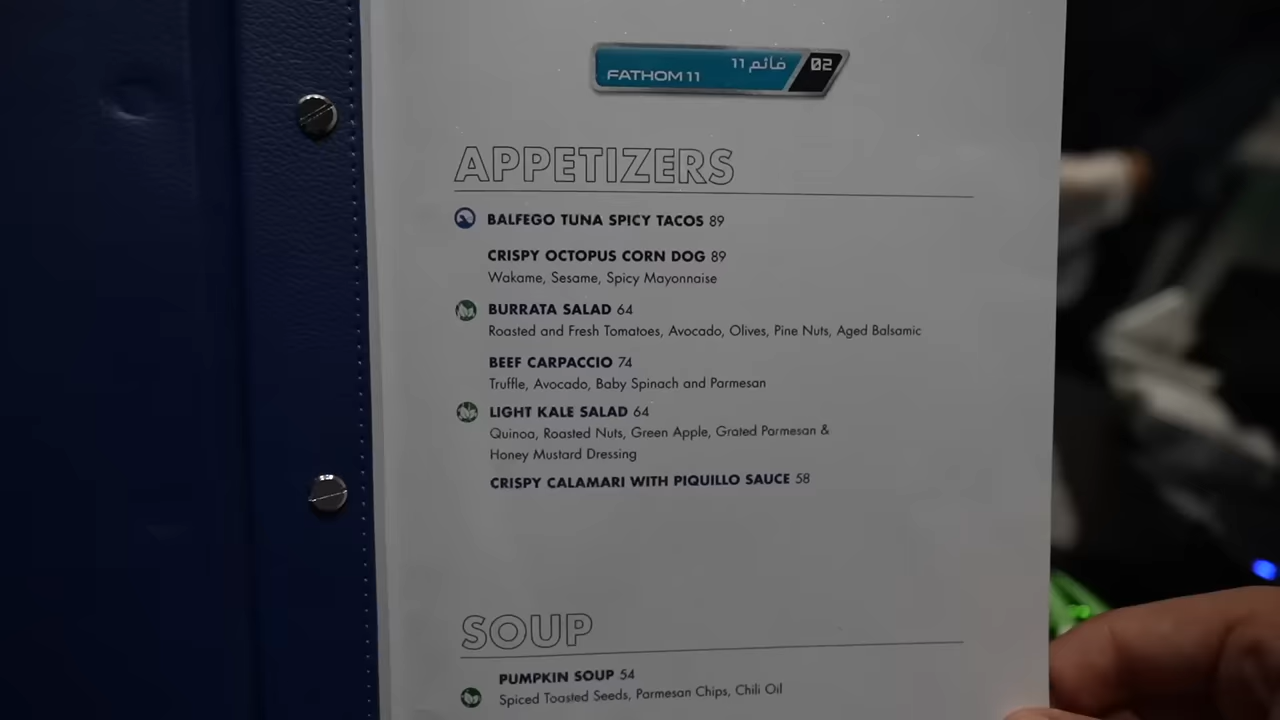 فاثم 11
FATHOM 11
02
APPETIZERS
BALFEGO TUNA SPICY TACOS 89
CRISPY OCTOPUS CORN DOG 89
Wakame, Sesame, Spicy Mayonnaise
BURRATA SALAD 64
Roasted and Fresh Tomatoes, Avocado, Olives, Pine Nuts, Aged Balsamic
BEEF CARPACCIO 74
Truffle, Avocado, Baby Spinach and Parmesan
LIGHT KALE SALAD 64
Quinoa, Roasted Nuts, Green Apple, Grated Parmesan &
Honey Mustard Dressing
CRISPY CALAMARI WITH PIQUILLO SAUCE 58
SOUP
PUMPKIN SOUP 54
Spiced Toasted Seeds, Parmesan Chips, Chili Oil